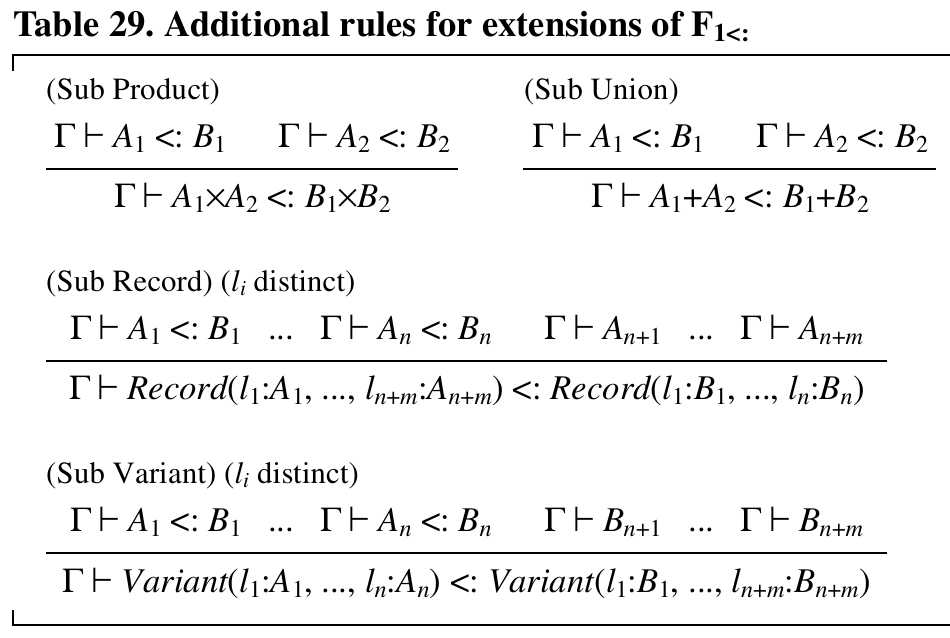 Table 29. Additional rules for extensions of F₁<:
(Sub Product) (Sub Union)
Γ ⊢ A₁ <: B₁ Γ ⊢ A₂ <: B₂ Γ ⊢ A₁ <: B₁ Γ ⊢ A₂ <: B₂
Γ ⊢ A₁×A₂ <: B₁×B₂ Γ ⊢ A₁+A₂ <: B₁+B₂
(Sub Record) (lᵢ distinct)
Γ ⊢ A₁ <: B₁ ... Γ ⊢ Aₙ <: Bₙ Γ ⊢ Aₙ₊₁ ... Γ ⊢ Aₙ₊ₘ
Γ ⊢ Record(l₁:A₁, ..., lₙ₊ₘ:Aₙ₊ₘ) <: Record(l₁:B₁, ..., lₙ:Bₙ)
(Sub Variant) (lᵢ distinct)
Γ ⊢ A₁ <: B₁ ... Γ ⊢ Aₙ <: Bₙ Γ ⊢ Bₙ₊₁ ... Γ ⊢ Bₙ₊ₘ
Γ ⊢ Variant(l₁:A₁, ..., lₙ:Aₙ) <: Variant(l₁:B₁, ..., lₙ₊ₘ:Bₙ₊ₘ)